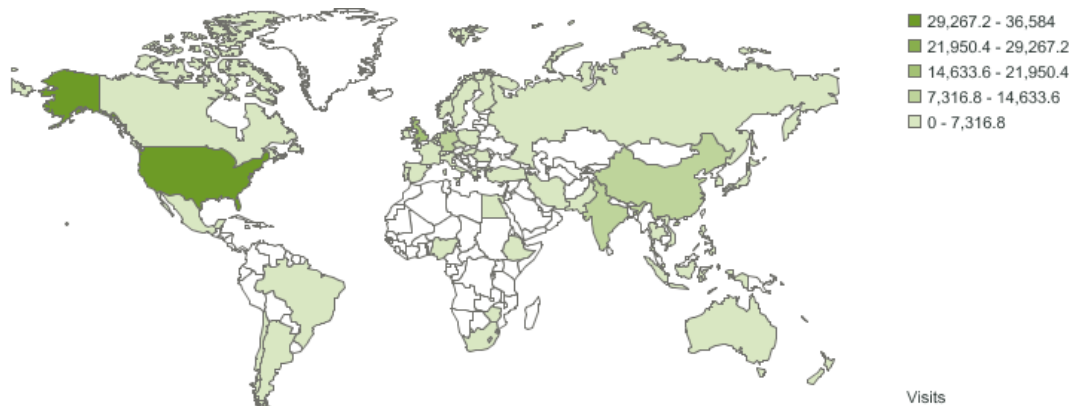 29,267.2 - 36,584
21,950.4 - 29,267.2
14,633.6 - 21,950.4
7,316.8 - 14,633.6
0 - 7,316.8
Visits